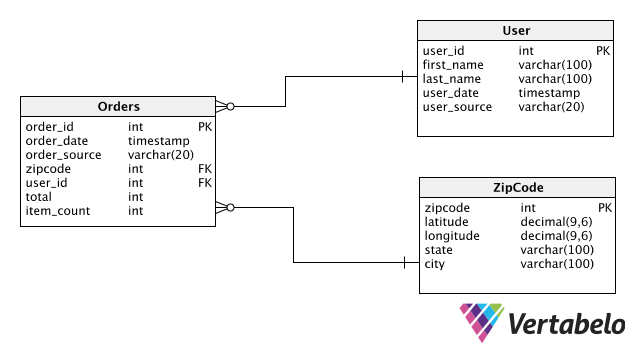 User
user_id int PK
first_name varchar(100)
last_name varchar(100)
user_date timestamp
user_source varchar(20)
Orders
order_id int PK
order_date timestamp
order_source varchar(20)
zipcode int FK
user_id int FK
total int
item_count int
ZipCode
zipcode int PK
latitude decimal(9,6)
longitude decimal(9,6)
state varchar(100)
city varchar(100)
Vertabelo